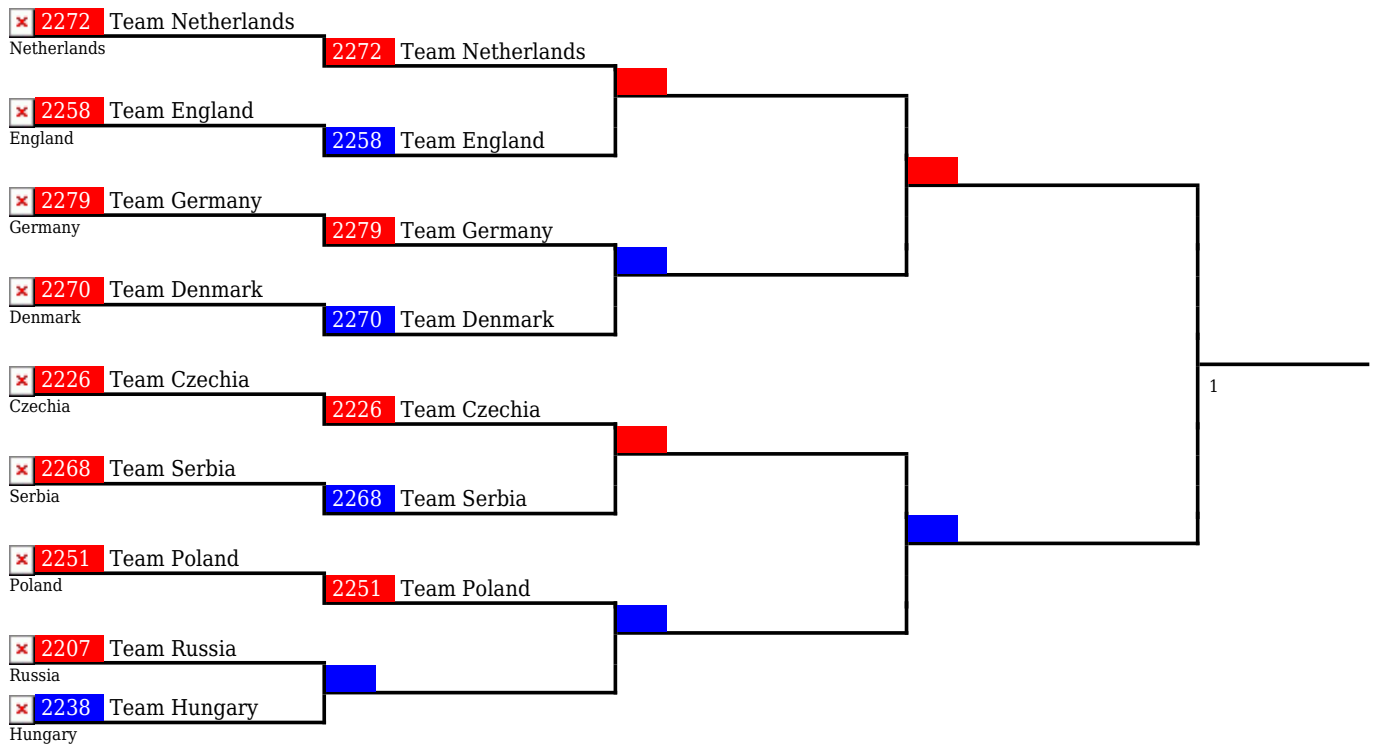 2272 Team Netherlands
Netherlands
2272 Team Netherlands
2258 Team England
England
2258 Team England
2279 Team Germany
Germany
2279 Team Germany
2270 Team Denmark
Denmark
2270 Team Denmark
2226 Team Czechia
Czechia
1
2226 Team Czechia
2268 Team Serbia
Serbia
2268 Team Serbia
2251 Team Poland
Poland
2251 Team Poland
2207 Team Russia
Russia
2238 Team Hungary
Hungary